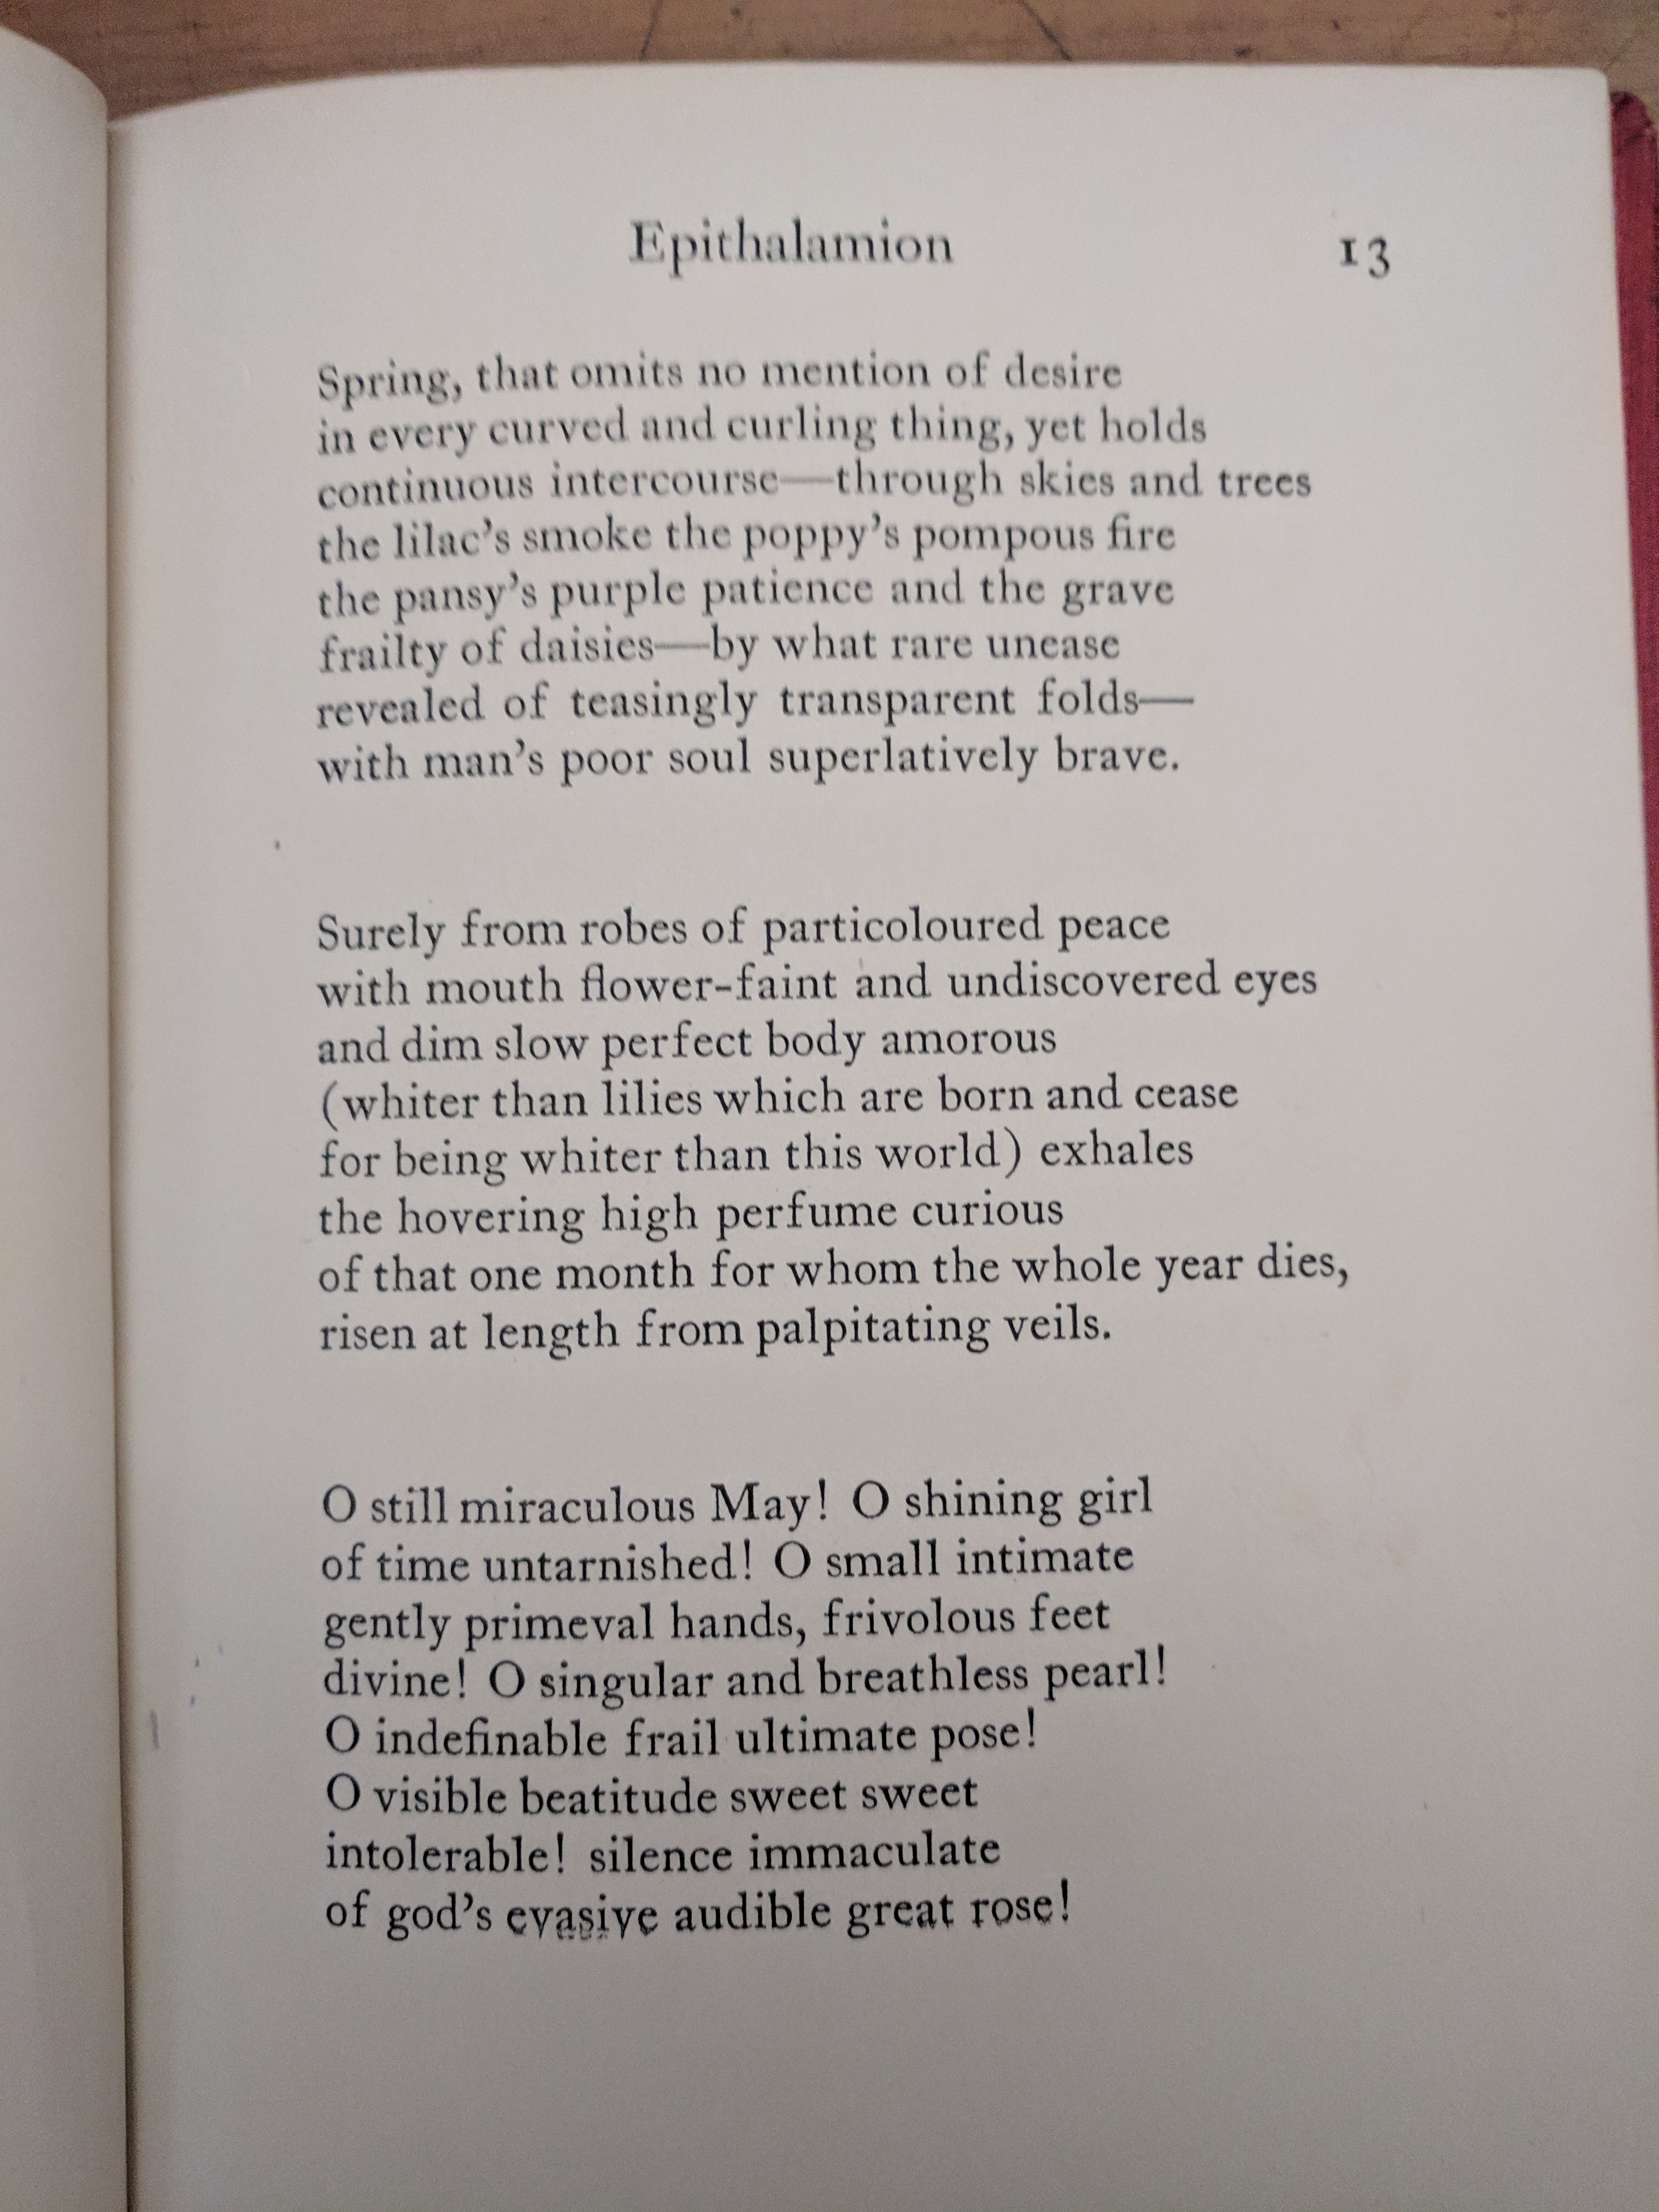 Epithalamion 13
Spring, that omits no mention of desire
in every curved and curling thing, yet holds
continuous intercourse—through skies and trees
the lilac’s smoke the poppy’s pompous fire
the pansy’s purple patience and the grave
frailty of daisies—by what rare unease
revealed of teasingly transparent folds—
with man’s poor soul superlatively brave.
Surely from robes of particoloured peace
with mouth flower-faint and undiscovered eyes
and dim slow perfect body amorous
(whiter than lilies which are born and cease
for being whiter than this world) exhales
the hovering high perfume curious
of that one month for whom the whole year dies,
risen at length from palpitating veils.
O still miraculous May! O shining girl
of time untarnished! O small intimate
gently primeval hands, frivolous feet
divine! O singular and breathless pearl!
O indefinable frail ultimate pose!
O visible beatitude sweet sweet
intolerable! silence immaculate
of god’s evasive audible great rose!